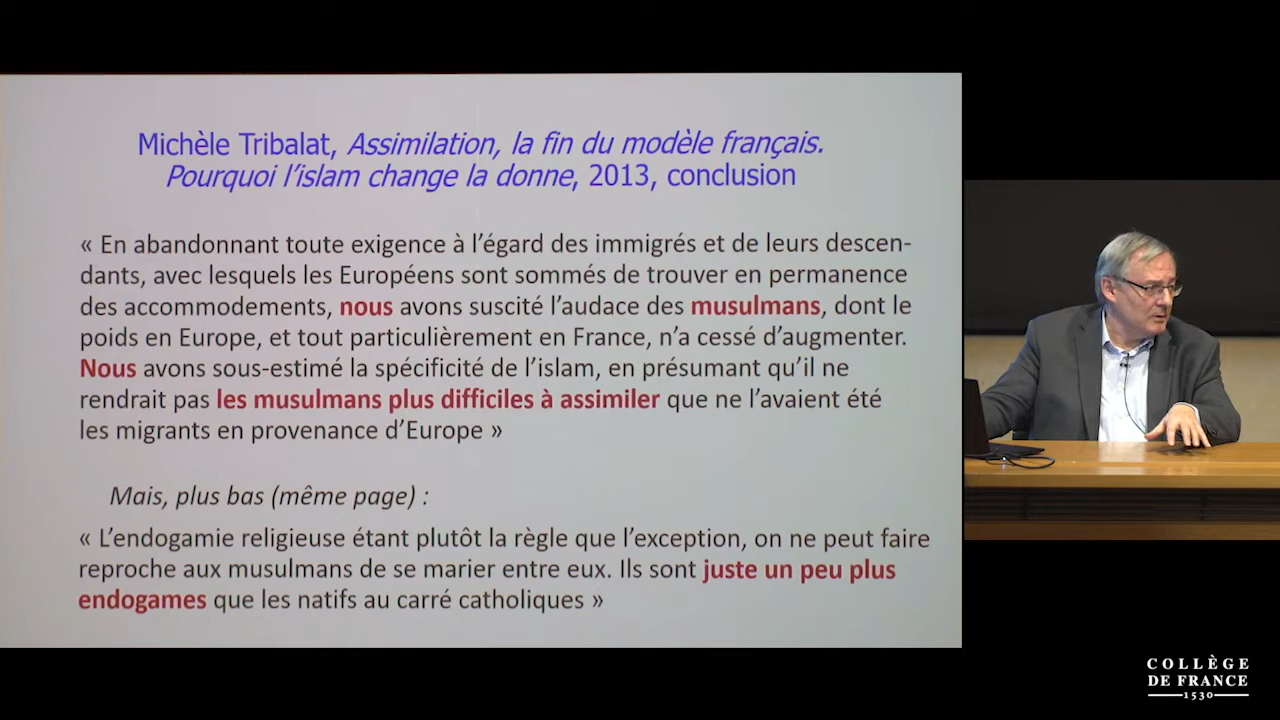 Michèle Tribalat, Assimilation, la fin du modèle français.
Pourquoi l’islam change la donne, 2013, conclusion
« En abandonnant toute exigence à l’égard des immigrés et de leurs descen-
dants, avec lesquels les Européens sont sommés de trouver en permanence
des accommodements, nous avons suscité l’audace des musulmans, dont le
poids en Europe, et tout particulièrement en France, n’a cessé d’augmenter.
Nous avons sous-estimé la spécificité de l’islam, en présumant qu’il ne
rendrait pas les musulmans plus difficiles à assimiler que ne l’avaient été
les migrants en provenance d’Europe »
Mais, plus bas (même page) :
« L’endogamie religieuse étant plutôt la règle que l’exception, on ne peut faire
reproche aux musulmans de se marier entre eux. Ils sont juste un peu plus
endogames que les natifs au carré catholiques »
COLLÈGE
DE FRANCE
1530